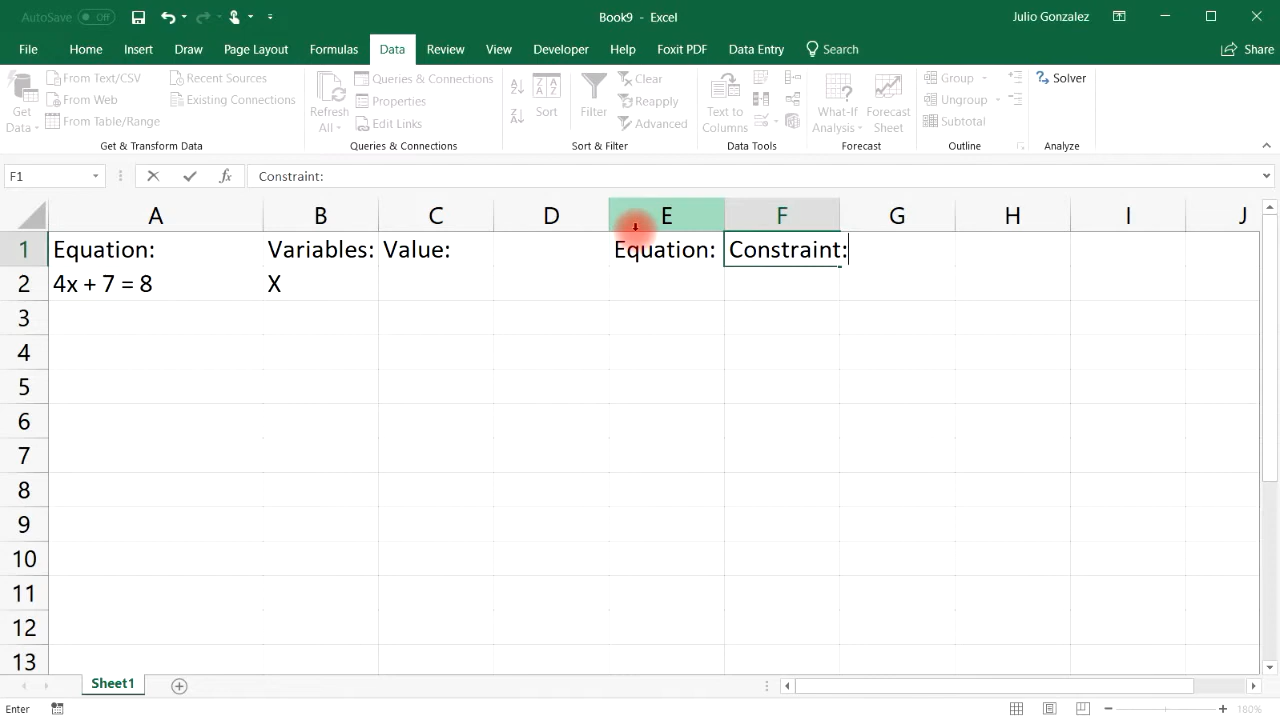 AutoSave Off
Book9 - Excel
Julio Gonzalez
File Home Insert Draw Page Layout Formulas Data Review View Developer Help Foxit PDF Data Entry Search Share
Get Data
From Text/CSV
From Web
From Table/Range
Recent Sources
Existing Connections
Get & Transform Data
Refresh All
Queries & Connections
Properties
Edit Links
Queries & Connections
Sort
Filter
Clear
Reapply
Advanced
Sort & Filter
Text to Columns
Data Tools
What-If Analysis
Forecast Sheet
Forecast
Group
Ungroup
Subtotal
Outline
Solver
Analyze
F1 fx Constraint:
A B C D E F G H I J
1 Equation: Variables: Value: Equation: Constraint:
2 4x + 7 = 8 X
3
4
5
6
7
8
9
10
11
12
13
Sheet1
Enter 180%